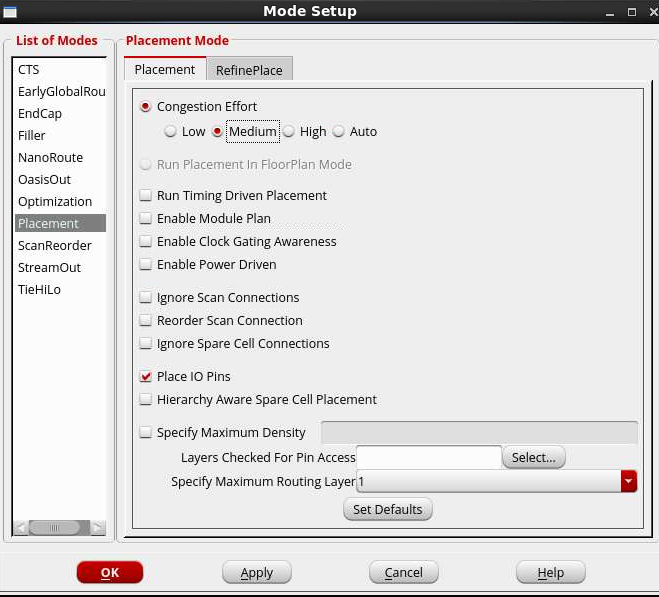 Mode Setup
List of Modes
CTS
EarlyGlobalRou
EndCap
Filler
NanoRoute
OasisOut
Optimization
Placement
ScanReorder
StreamOut
TieHiLo
Placement Mode
Placement RefinePlace
Congestion Effort
Low Medium High Auto
Run Placement In FloorPlan Mode
Run Timing Driven Placement
Enable Module Plan
Enable Clock Gating Awareness
Enable Power Driven
Ignore Scan Connections
Reorder Scan Connection
Ignore Spare Cell Connections
Place IO Pins
Hierarchy Aware Spare Cell Placement
Specify Maximum Density
Layers Checked For Pin Access Select...
Specify Maximum Routing Layer 1
Set Defaults
OK Apply Cancel Help